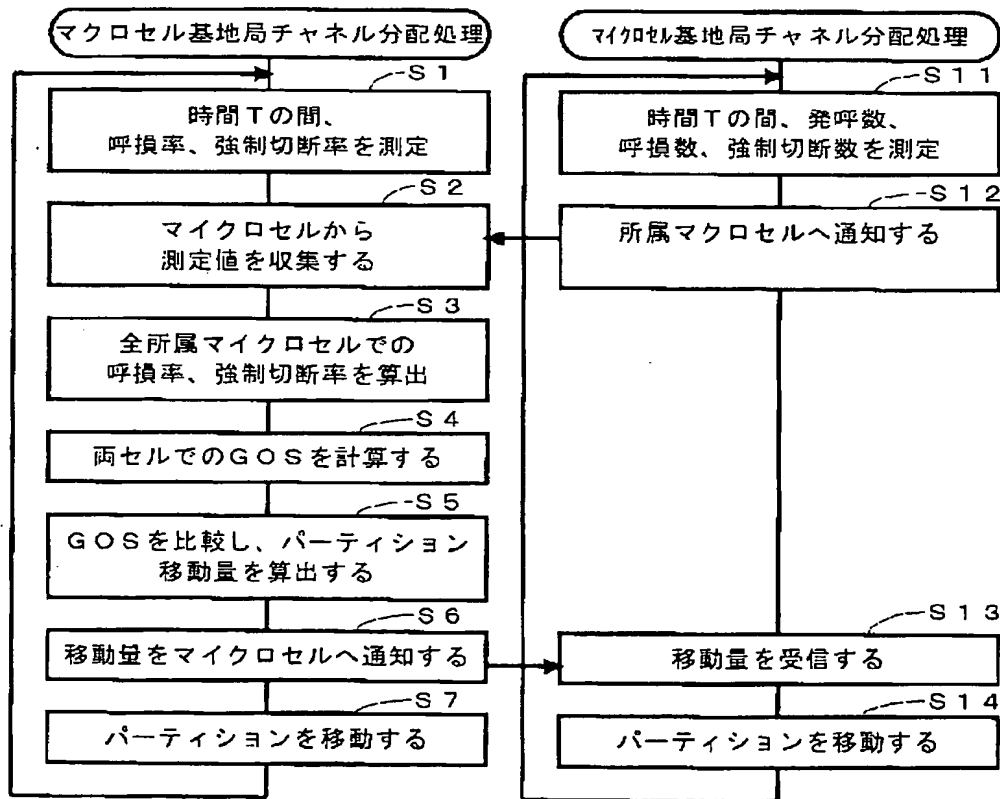 マクロセル基地局チャネル分配処理
S1
時間Tの間、
呼損率、強制切断率を測定
S2
マイクロセルから
測定値を収集する
S3
全所属マイクロセルでの
呼損率、強制切断率を算出
S4
両セルでのGOSを計算する
S5
GOSを比較し、パーティション
移動量を算出する
S6
移動量をマイクロセルへ通知する
S7
パーティションを移動する
マイクロセル基地局チャネル分配処理
S11
時間Tの間、発呼数、
呼損数、強制切断数を測定
S12
所属マクロセルへ通知する
S13
移動量を受信する
S14
パーティションを移動する